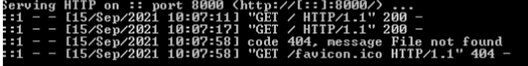 Serving HTTP on :: port 8000 (http://[::]:8000/) ...
::1 - - [15/Sep/2021 10:07:11] "GET / HTTP/1.1" 200 -
::1 - - [15/Sep/2021 10:07:17] "GET / HTTP/1.1" 200 -
::1 - - [15/Sep/2021 10:07:58] code 404, message File not found
::1 - - [15/Sep/2021 10:07:58] "GET /favicon.ico HTTP/1.1" 404 -